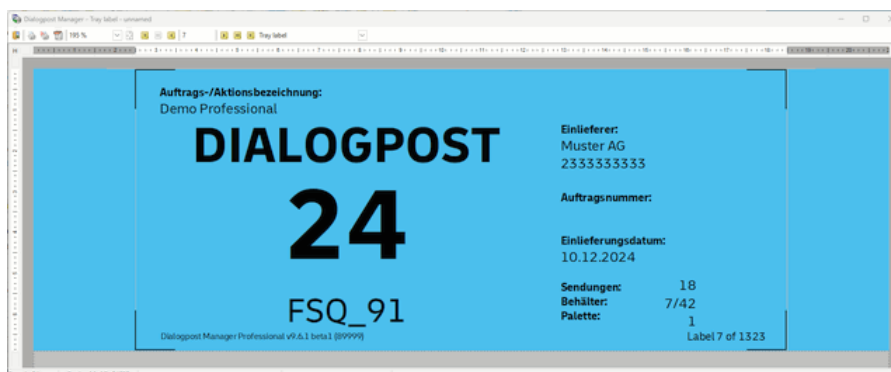 Dialogpost Manager - Tray label - unnamed
195 %
7
Tray label
Auftrags-/Aktionsbezeichnung:
Demo Professional
DIALOGPOST
24
FSQ_91
Dialogpost Manager Professional v9.6.1 beta1 (89999)
Einlieferer:
Muster AG
2333333333
Auftragsnummer:
Einlieferungsdatum:
10.12.2024
Sendungen: 18
Behälter: 7/42
Palette: 1
Label 7 of 1323